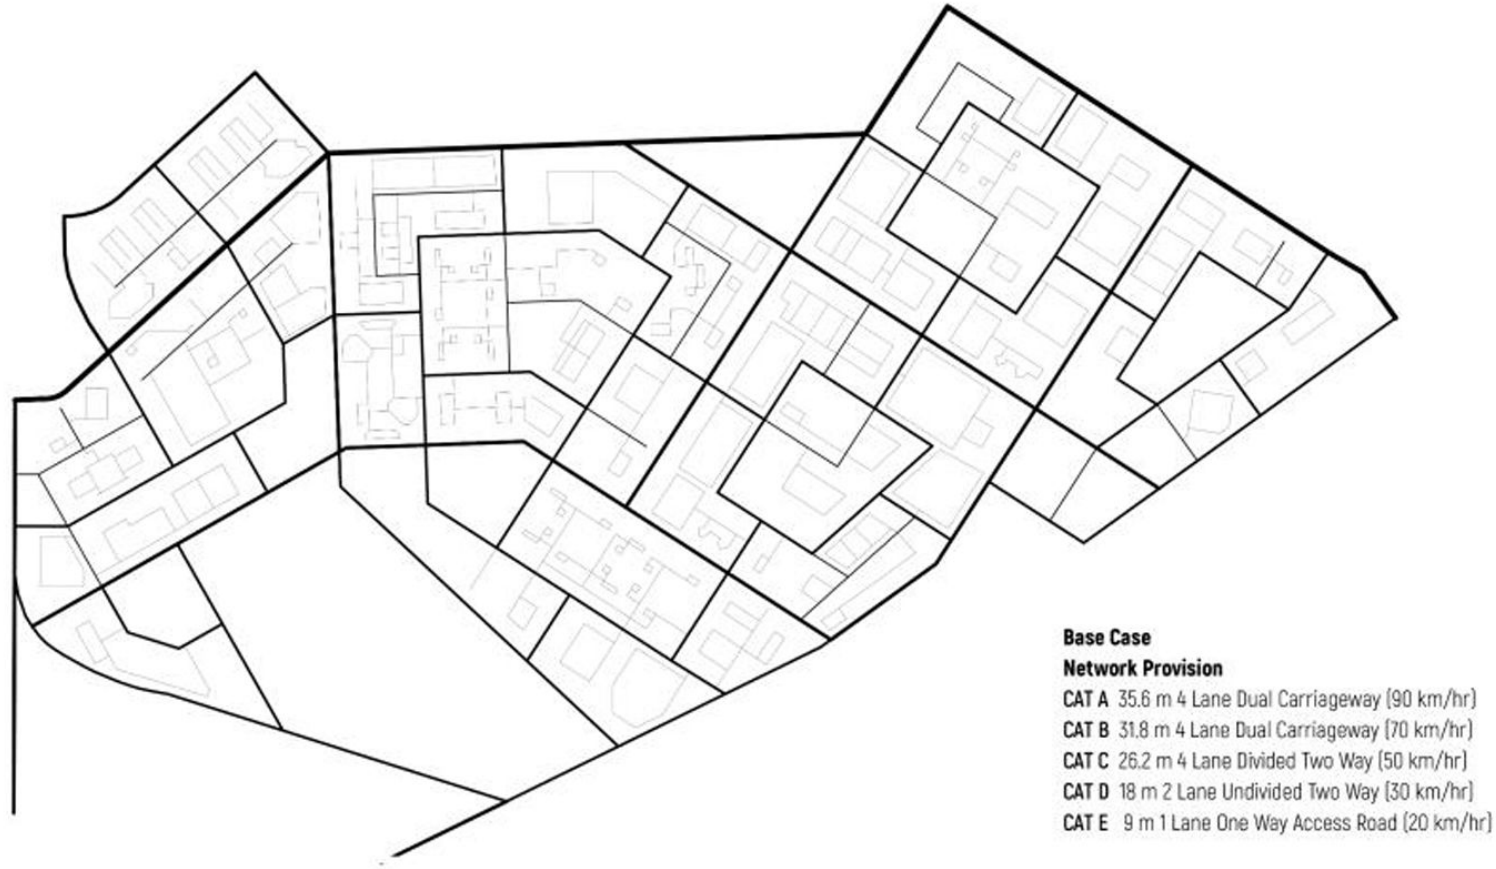 Base Case
Network Provision
CAT A 35.6 m 4 Lane Dual Carriageway (90 km/hr)
CAT B 31.8 m 4 Lane Dual Carriageway (70 km/hr)
CAT C 26.2 m 4 Lane Divided Two Way (50 km/hr)
CAT D 18 m 2 Lane Undivided Two Way (30 km/hr)
CAT E 9 m 1 Lane One Way Access Road (20 km/hr)